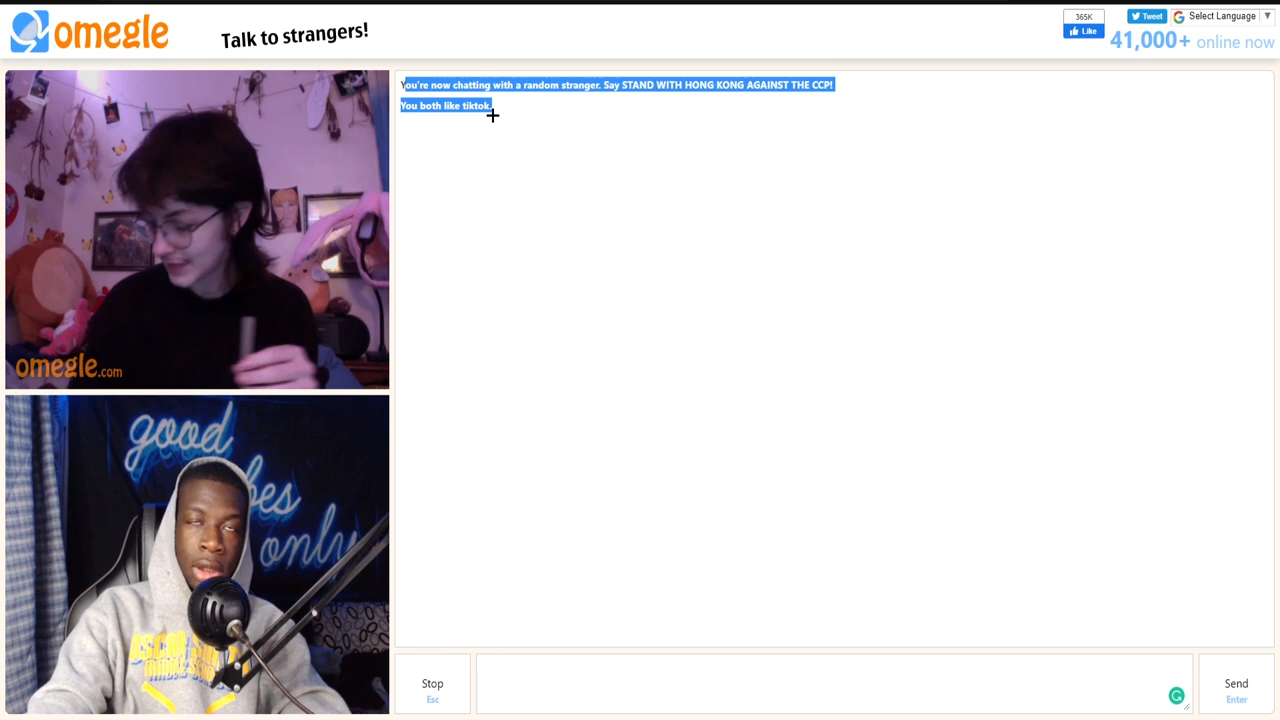 omegle
Talk to strangers!
365K
Like
Tweet
Select Language
41,000+ online now
You're now chatting with a random stranger. Say STAND WITH HONG KONG AGAINST THE CCP!
You both like tiktok.
omegle.com
good
vibes
only
Stop
Esc
Send
Enter